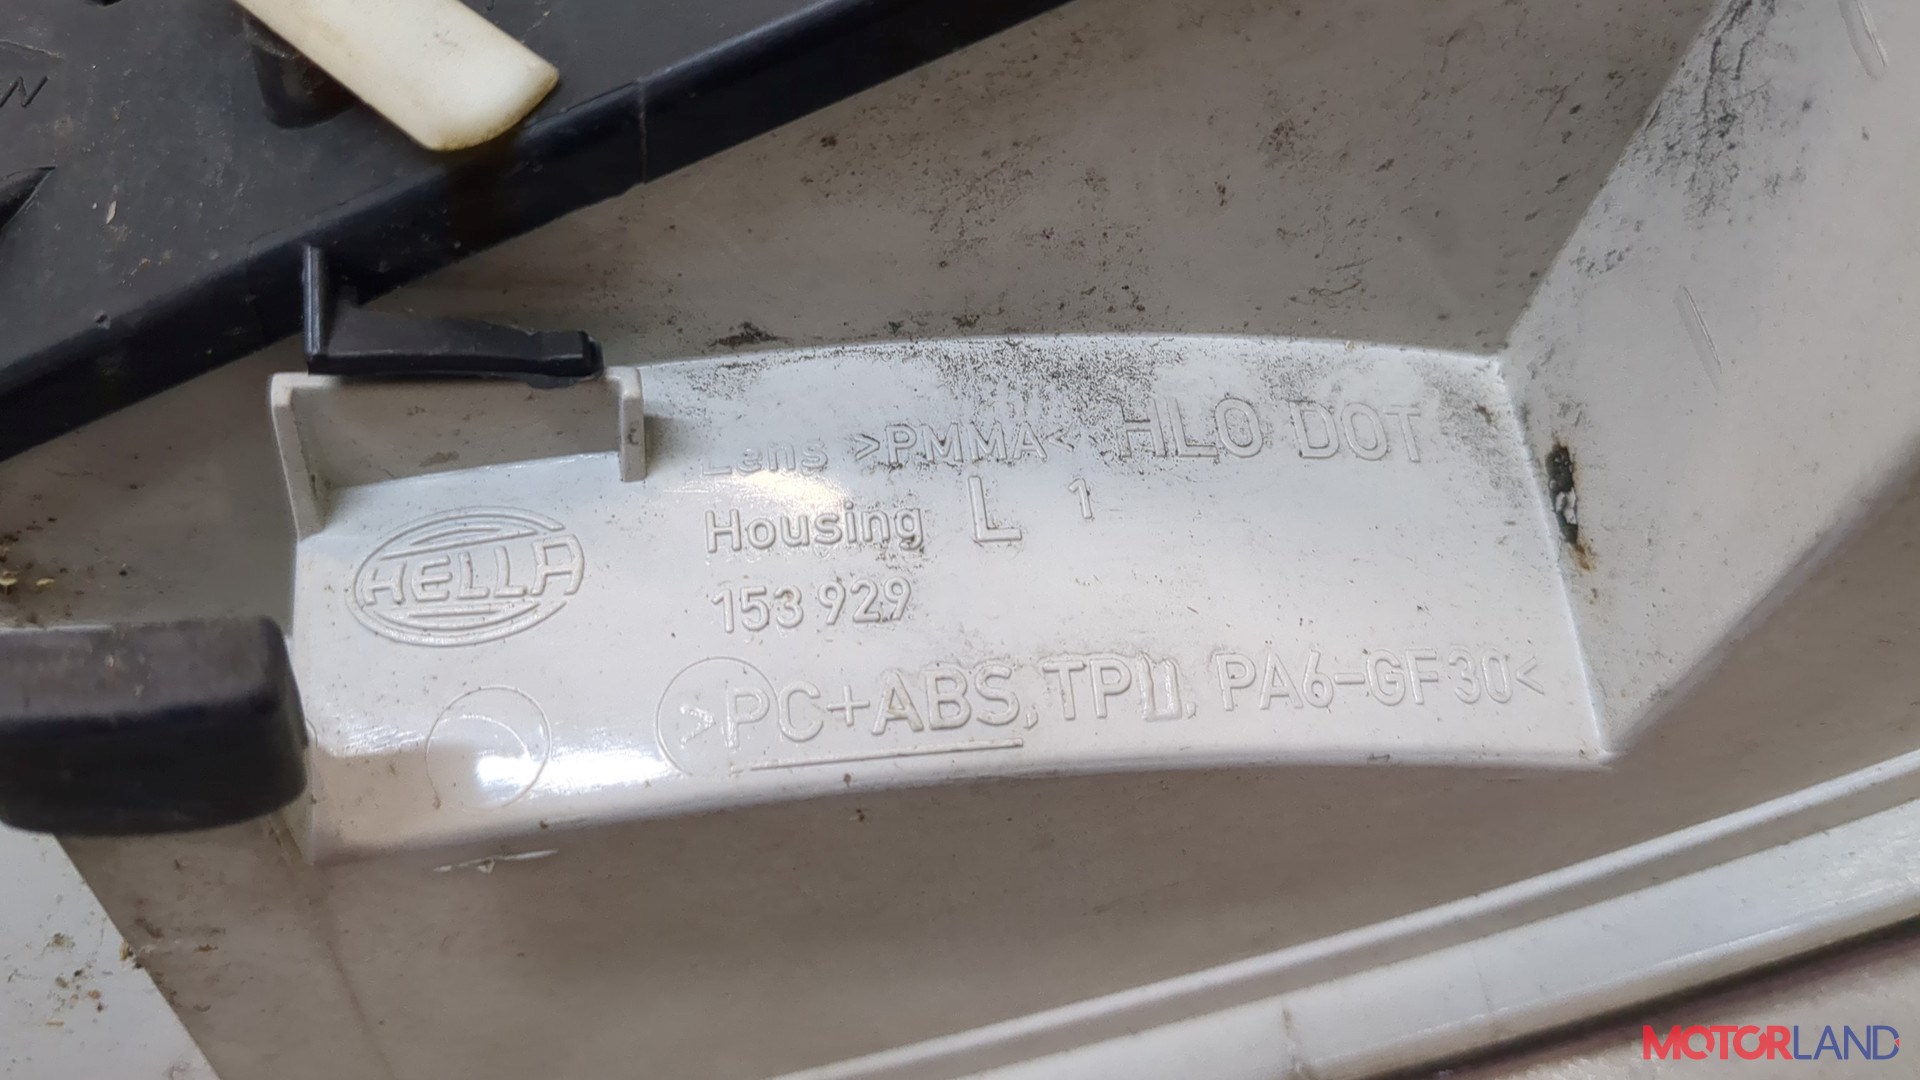 Lens >PMMA< HLO DOT
Housing L 1
HELLA
153 929
>PC+ABS, TPU, PA6-GF30<
MOTORLAND